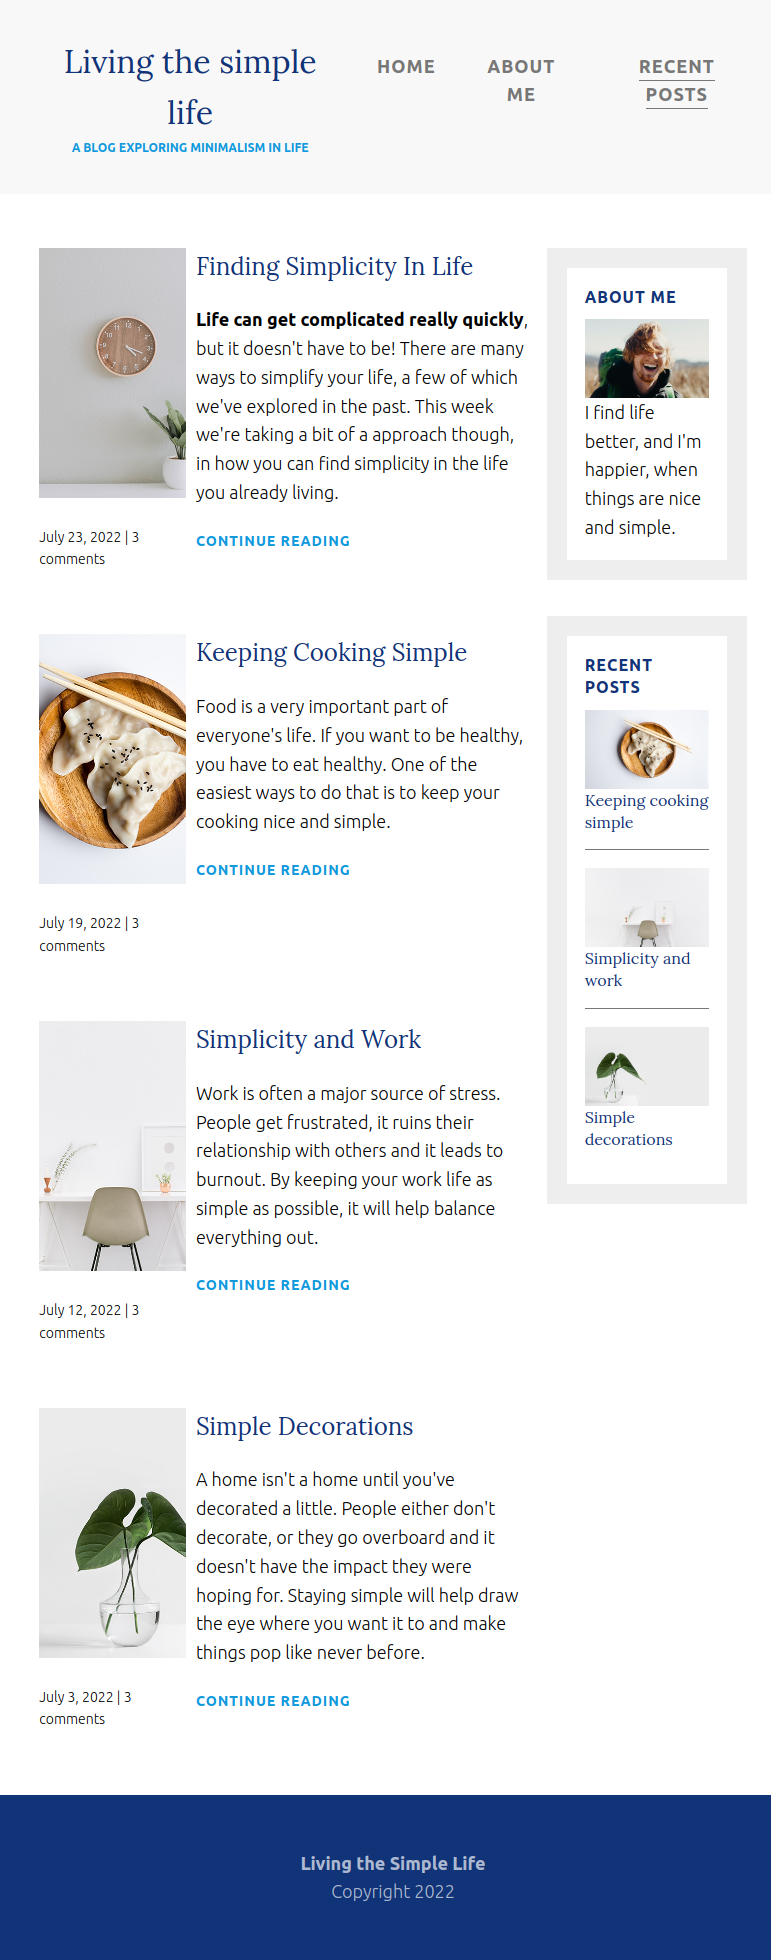 Living the simple
life
A BLOG EXPLORING MINIMALISM IN LIFE
HOME
ABOUT
ME
RECENT
POSTS
Finding Simplicity In Life
Life can get complicated really quickly,
but it doesn't have to be! There are many
ways to simplify your life, a few of which
we've explored in the past. This week
we're taking a bit of a approach though,
in how you can find simplicity in the life
you already living.
CONTINUE READING
July 23, 2022 | 3
comments
Keeping Cooking Simple
Food is a very important part of
everyone's life. If you want to be healthy,
you have to eat healthy. One of the
easiest ways to do that is to keep your
cooking nice and simple.
CONTINUE READING
July 19, 2022 | 3
comments
Simplicity and Work
Work is often a major source of stress.
People get frustrated, it ruins their
relationship with others and it leads to
burnout. By keeping your work life as
simple as possible, it will help balance
everything out.
CONTINUE READING
July 12, 2022 | 3
comments
Simple Decorations
A home isn't a home until you've
decorated a little. People either don't
decorate, or they go overboard and it
doesn't have the impact they were
hoping for. Staying simple will help draw
the eye where you want it to and make
things pop like never before.
CONTINUE READING
July 3, 2022 | 3
comments
ABOUT ME
I find life
better, and I'm
happier, when
things are nice
and simple.
RECENT
POSTS
Keeping cooking
simple
Simplicity and
work
Simple
decorations
Living the Simple Life
Copyright 2022